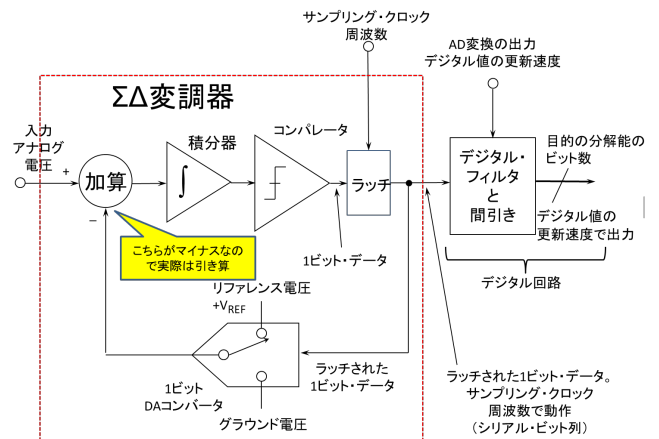 サンプリング・クロック
周波数
AD変換の出力
デジタル値の更新速度
ΣΔ変調器
入力
アナログ
電圧
+
加算
−
積分器
∫
コンパレータ
ラッチ
1ビット・データ
デジタル・
フィルタ
と
間引き
目的の分解能の
ビット数
デジタル値の
更新速度で出力
デジタル回路
こちらがマイナスなの
で実際は引き算
リファレンス電圧
+VREF
1ビット
DAコンバータ
グラウンド電圧
ラッチされた
1ビット・データ
ラッチされた1ビット・データ。
サンプリング・クロック
周波数で動作
（シリアル・ビット列）